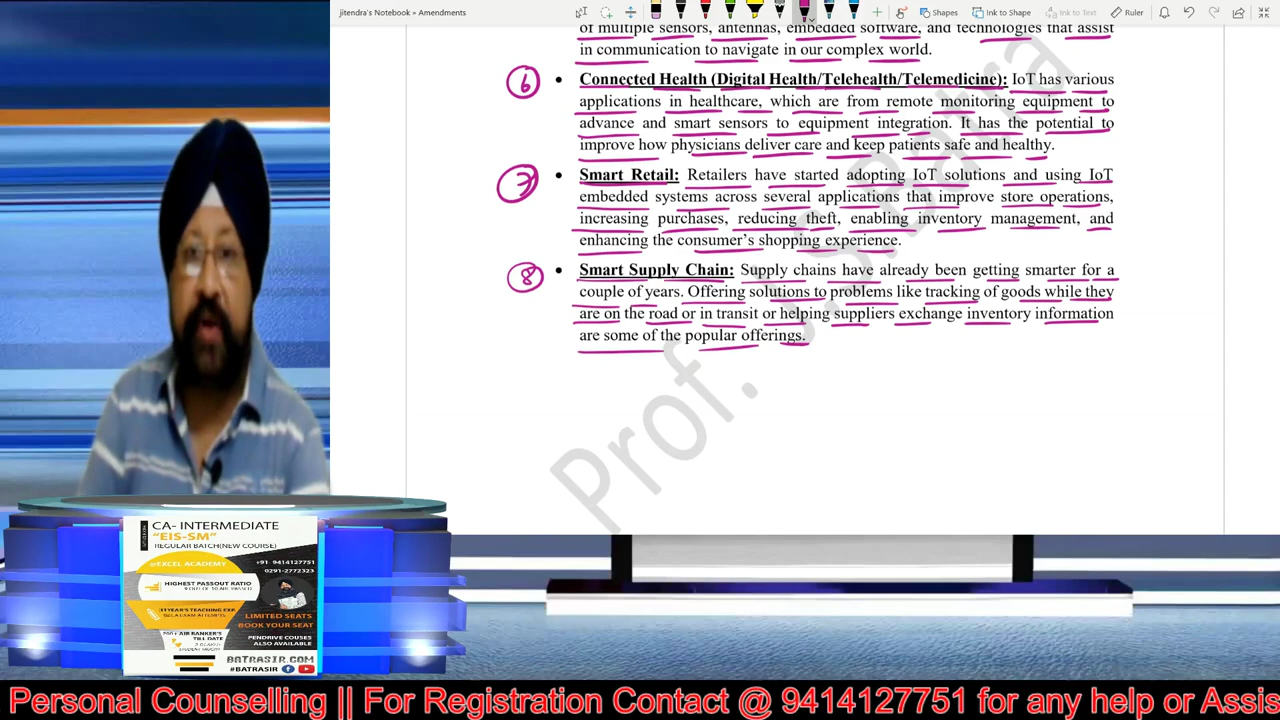 jitendra's Notebook » Amendments
Shapes
Ink to Shape
Ink to Text
Ruler
of multiple sensors, antennas, embedded software, and technologies that assist
in communication to navigate in our complex world.
6 • Connected Health (Digital Health/Telehealth/Telemedicine): IoT has various
applications in healthcare, which are from remote monitoring equipment to
advance and smart sensors to equipment integration. It has the potential to
improve how physicians deliver care and keep patients safe and healthy.
7 • Smart Retail: Retailers have started adopting IoT solutions and using IoT
embedded systems across several applications that improve store operations,
increasing purchases, reducing theft, enabling inventory management, and
enhancing the consumer's shopping experience.
8 • Smart Supply Chain: Supply chains have already been getting smarter for a
couple of years. Offering solutions to problems like tracking of goods while they
are on the road or in transit or helping suppliers exchange inventory information
are some of the popular offerings.
Prof. J.S.Batra
CA- INTERMEDIATE
"EIS-SM"
REGULAR BATCH(NEW COURSE)
@EXCEL ACADEMY
+91- 9414127751
0291-2772323
HIGHEST PASSOUT RATIO
LIMITED SEATS
BOOK YOUR SEAT
PENDRIVE COUSES
ALSO AVAILABLE
BATRASIR.COM
#BATRASIR
Personal Counselling || For Registration Contact @ 9414127751 for any help or Assis